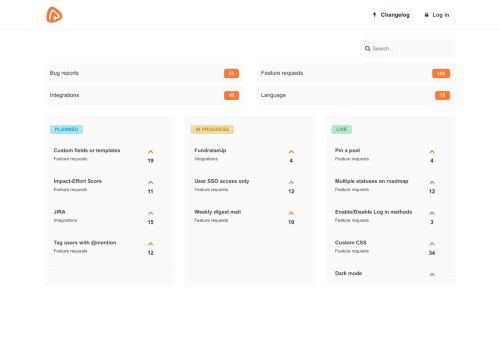 Changelog
Log in
Search...
Bug reports
Feature requests
Integrations
Language
15
PLANNED
Custom fields or templates
Feature requests
19
Impact-Effort Score
Feature requests
11
JIRA
Integrations
15
Tag users with @mention
Feature requests
12
IN PROGRESS
FundraiseUp
Integrations
4
User SSO access only
Feature requests
12
Weekly digest mail
Feature requests
10
LIVE
Pin a post
Feature requests
4
Multiple statuses on roadmap
Feature requests
12
Enable/Disable Log in methods
Feature requests
3
Custom CSS
Feature requests
34
Dark mode